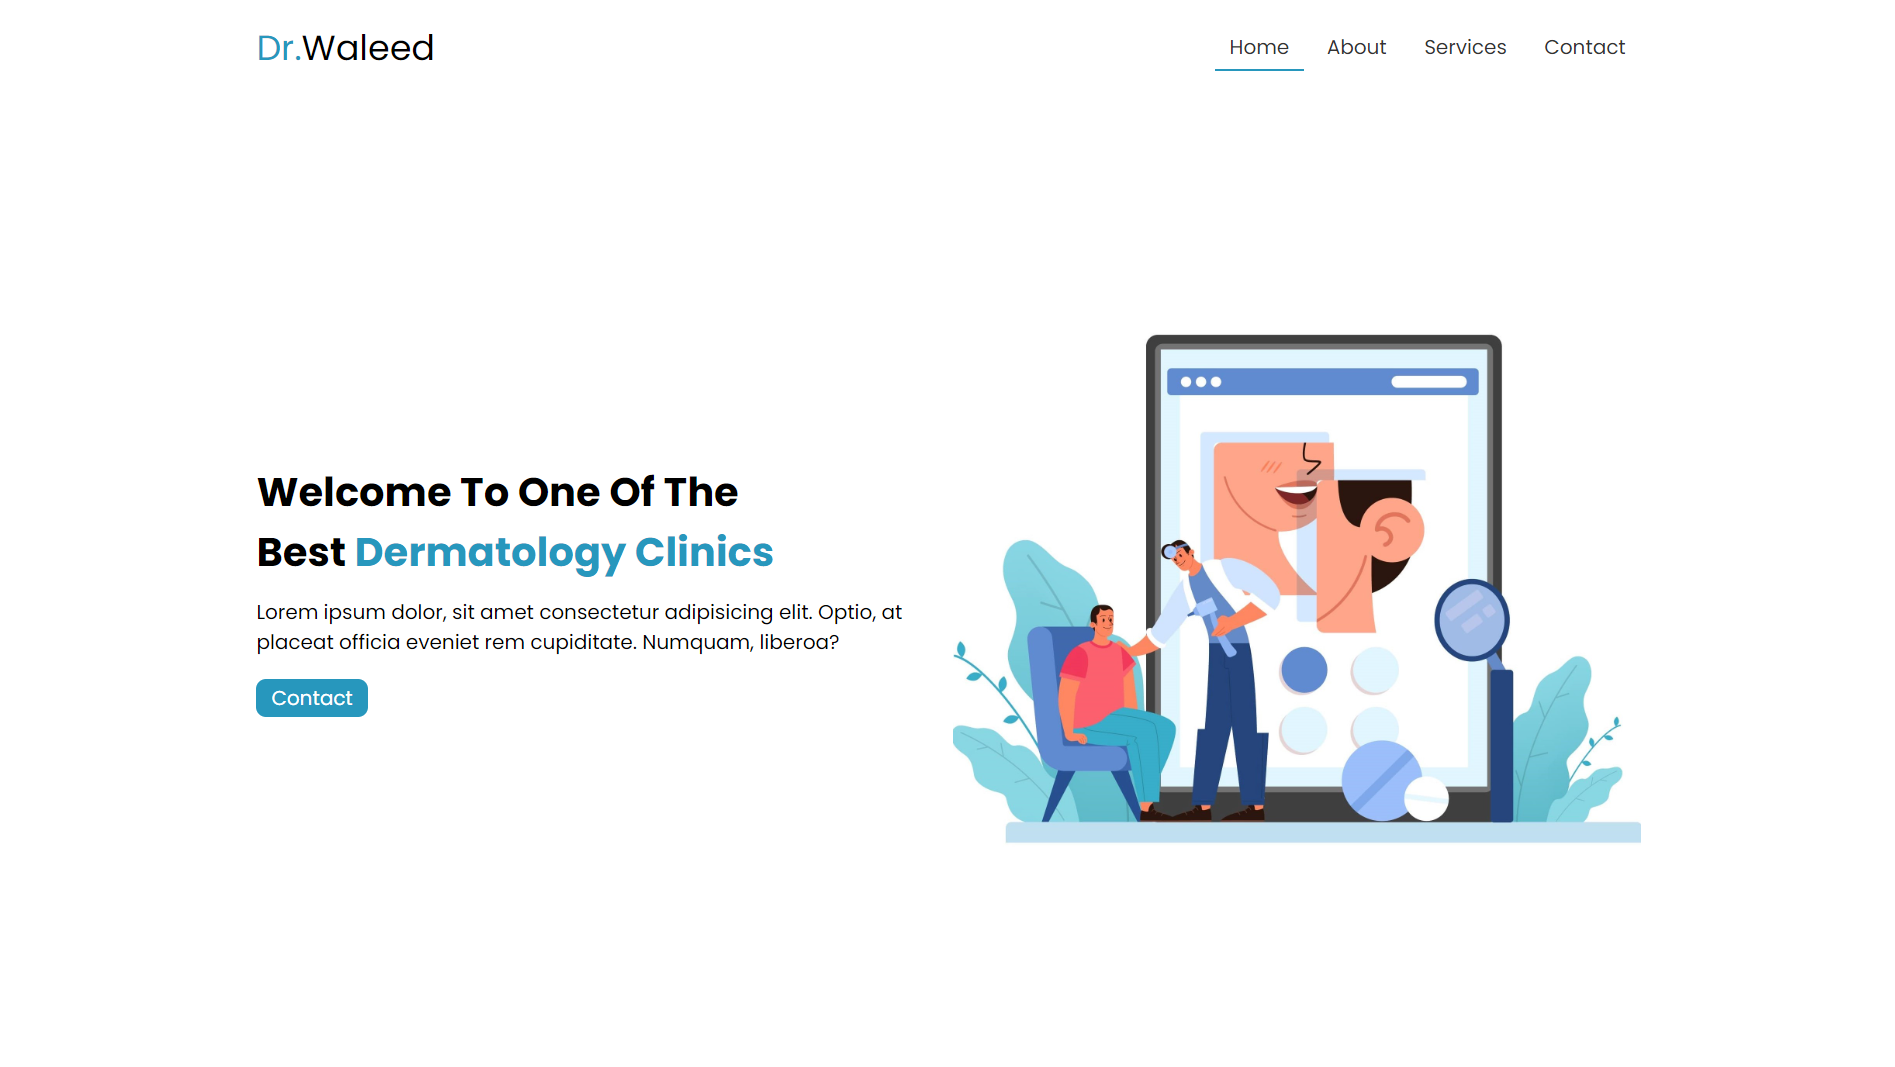 Dr.Waleed
Home About Services Contact
Welcome To One Of The
Best Dermatology Clinics
Lorem ipsum dolor, sit amet consectetur adipisicing elit. Optio, at
placeat officia eveniet rem cupiditate. Numquam, liberoa?
Contact